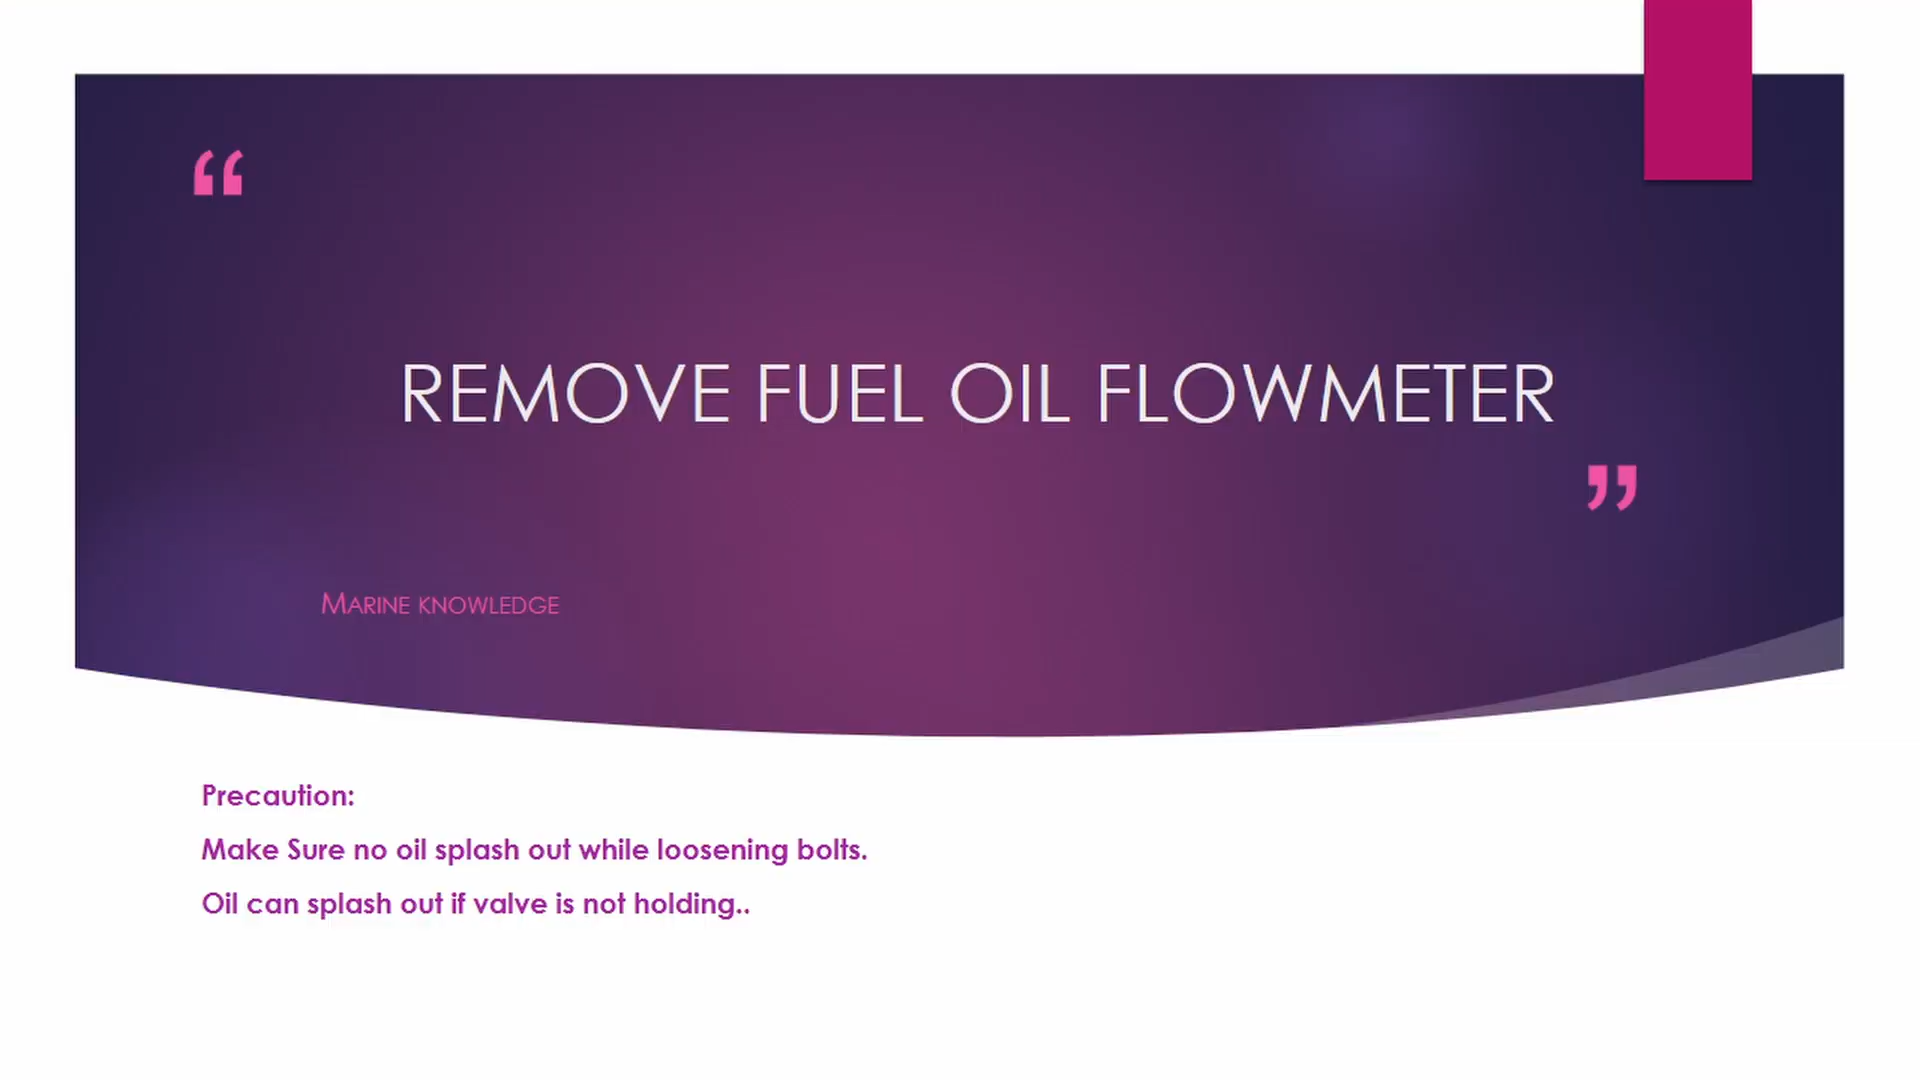 “
REMOVE FUEL OIL FLOWMETER
”
MARINE KNOWLEDGE
Precaution:
Make Sure no oil splash out while loosening bolts.
Oil can splash out if valve is not holding..